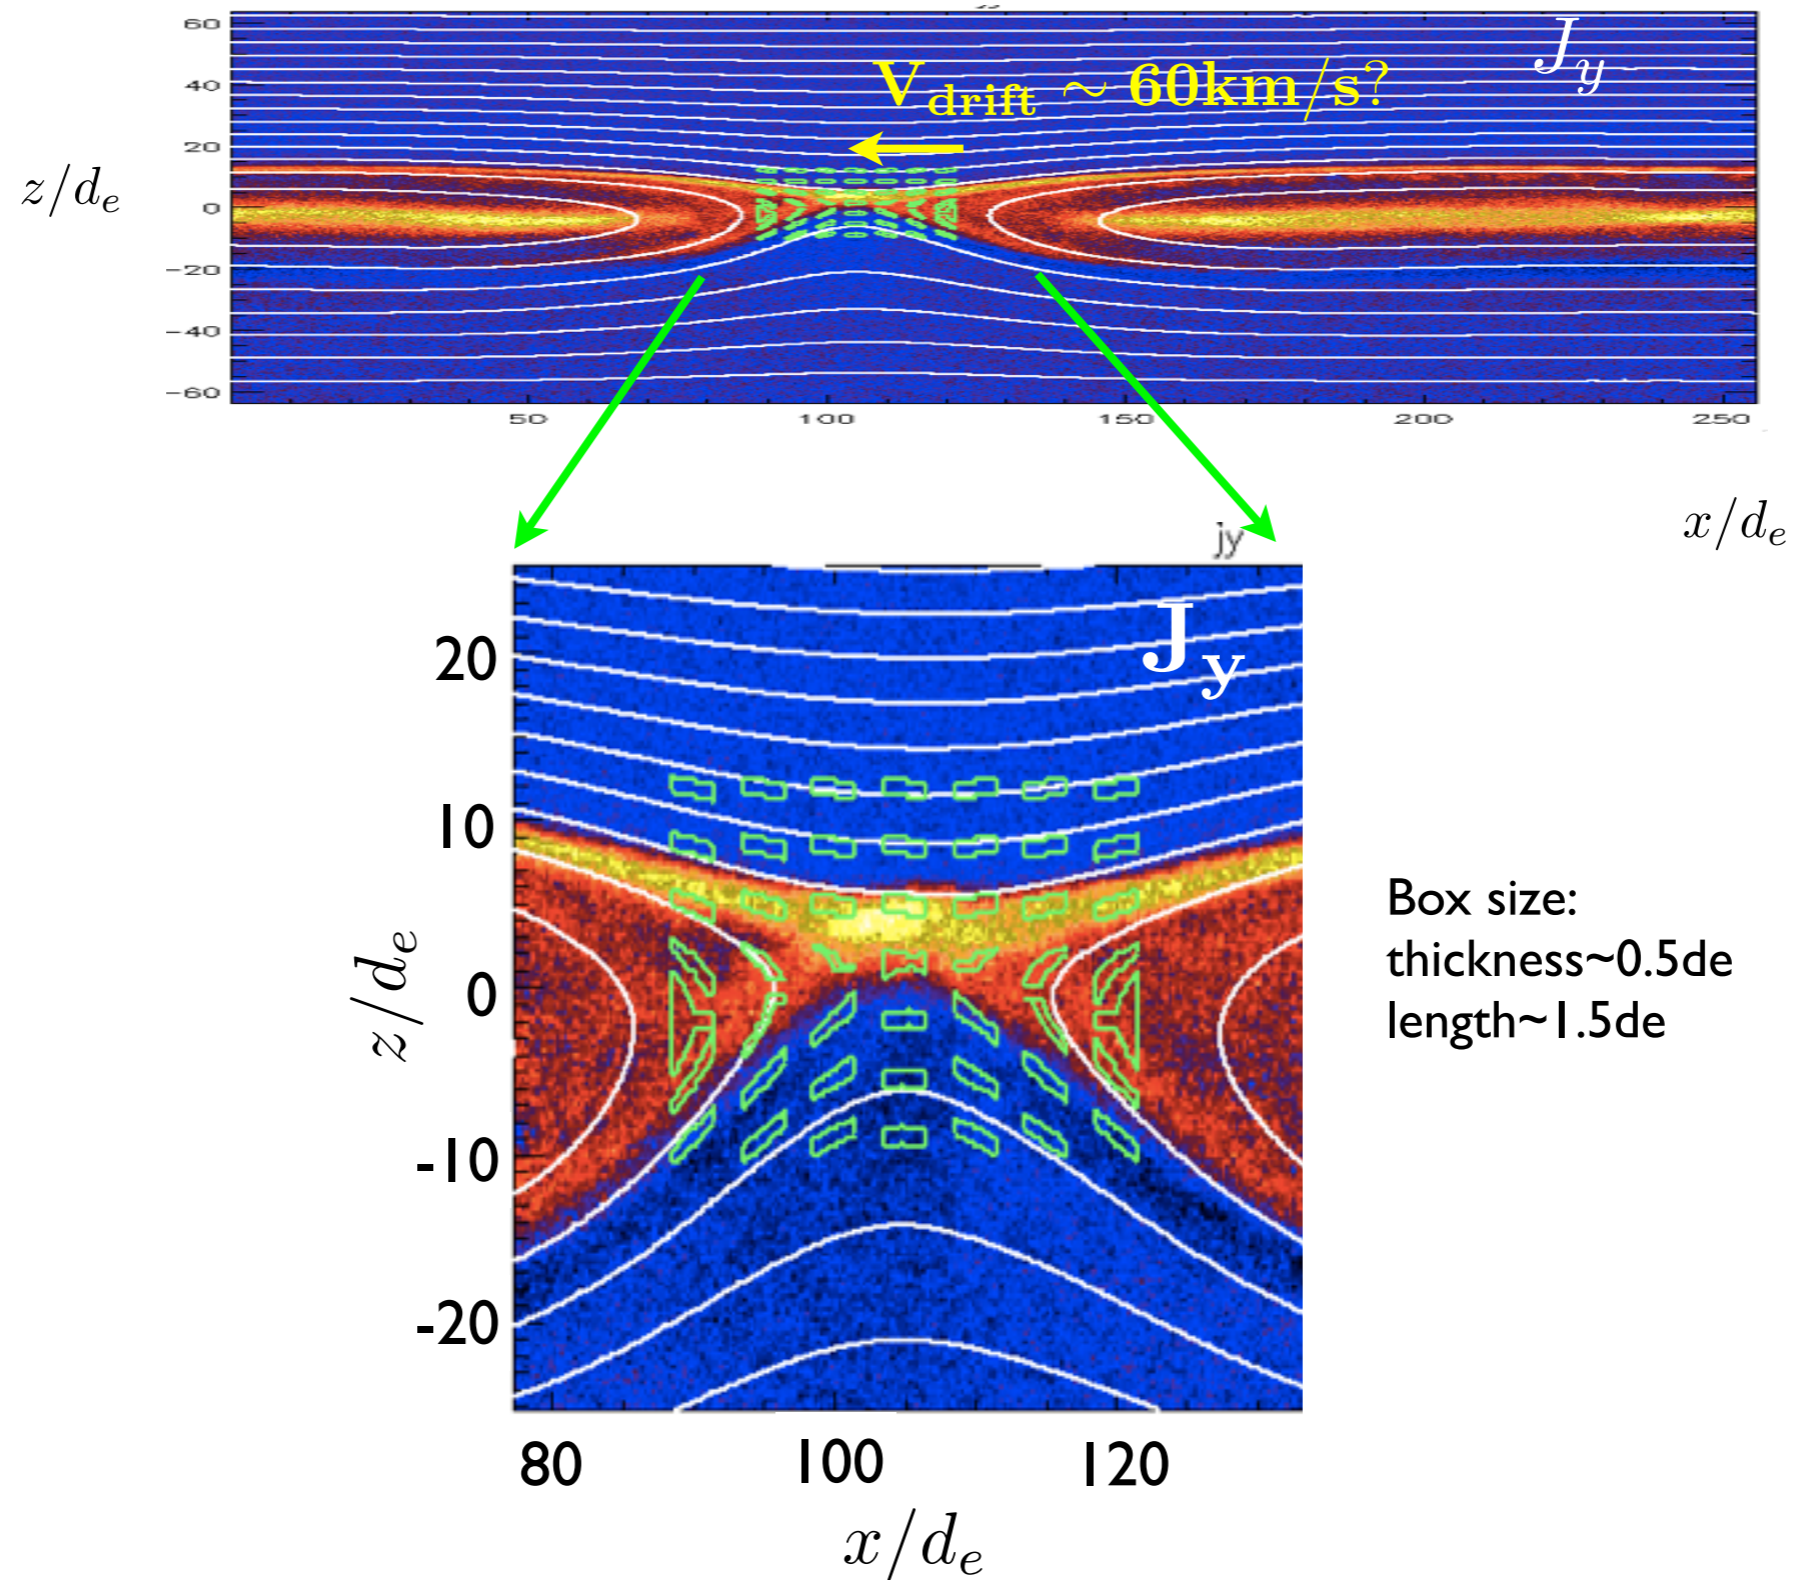 J_y
V_drift ~ 60km/s?
z/d_e
60
40
20
0
−20
−40
−60
50
100
150
200
250
x/d_e
jy
J_y
20
10
0
-10
-20
z/d_e
80
100
120
x/d_e
Box size:
thickness~0.5de
length~1.5de